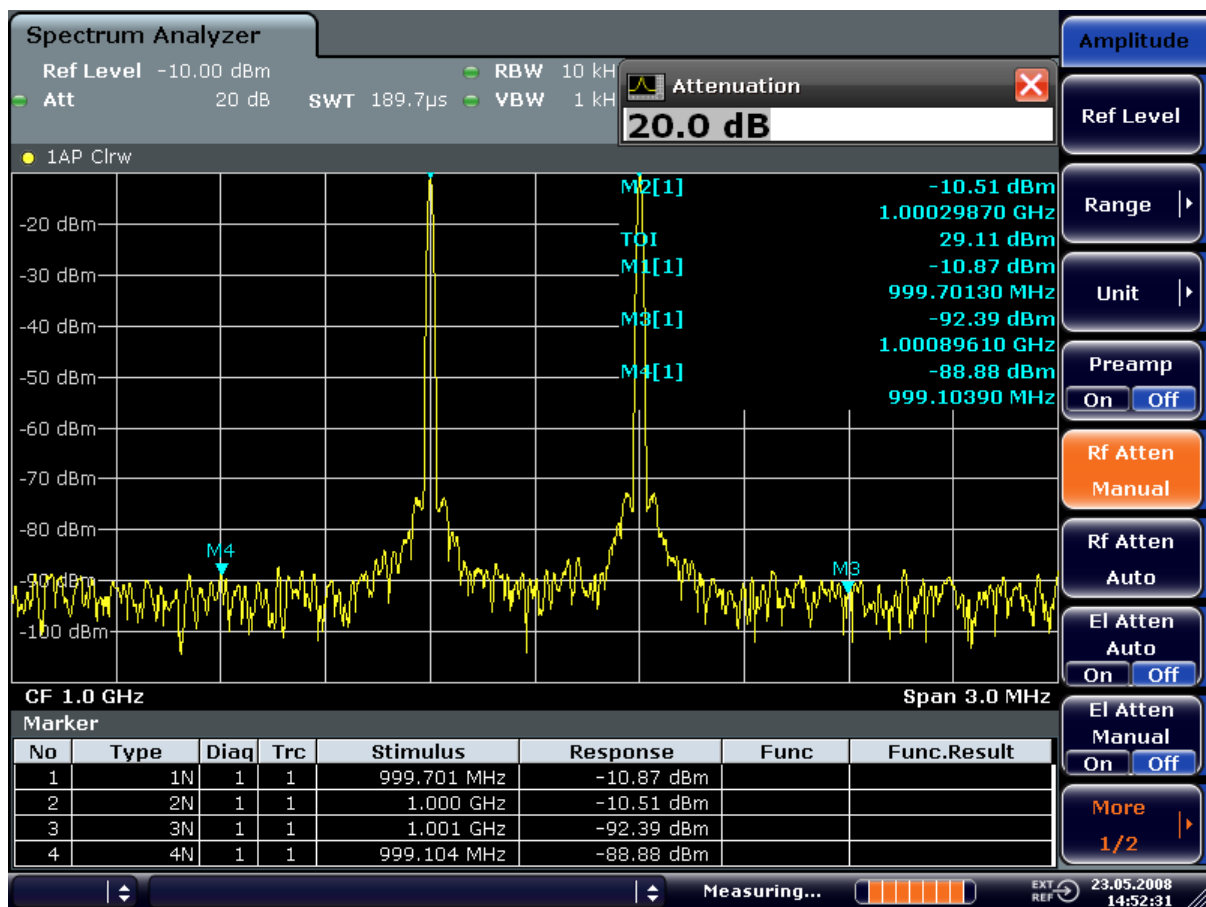 Spectrum Analyzer
Ref Level -10.00 dBm RBW 10 kH
Att 20 dB SWT 189.7µs VBW 1 kH
Attenuation
20.0 dB
1AP Clrw
M2[1] -10.51 dBm
1.00029870 GHz
TOI 29.11 dBm
M1[1] -10.87 dBm
999.70130 MHz
M3[1] -92.39 dBm
1.00089610 GHz
M4[1] -88.88 dBm
999.10390 MHz
-20 dBm
-30 dBm
-40 dBm
-50 dBm
-60 dBm
-70 dBm
-80 dBm
-90 dBm
-100 dBm
M4
M3
CF 1.0 GHz Span 3.0 MHz
Marker
No Type Diaq Trc Stimulus Response Func Func.Result
1 1N 1 1 999.701 MHz -10.87 dBm
2 2N 1 1 1.000 GHz -10.51 dBm
3 3N 1 1 1.001 GHz -92.39 dBm
4 4N 1 1 999.104 MHz -88.88 dBm
Measuring...
EXT
REF
23.05.2008
14:52:31
Amplitude
Ref Level
Range
Unit
Preamp
On Off
Rf Atten
Manual
Rf Atten
Auto
El Atten
Auto
On Off
El Atten
Manual
On Off
More
1/2